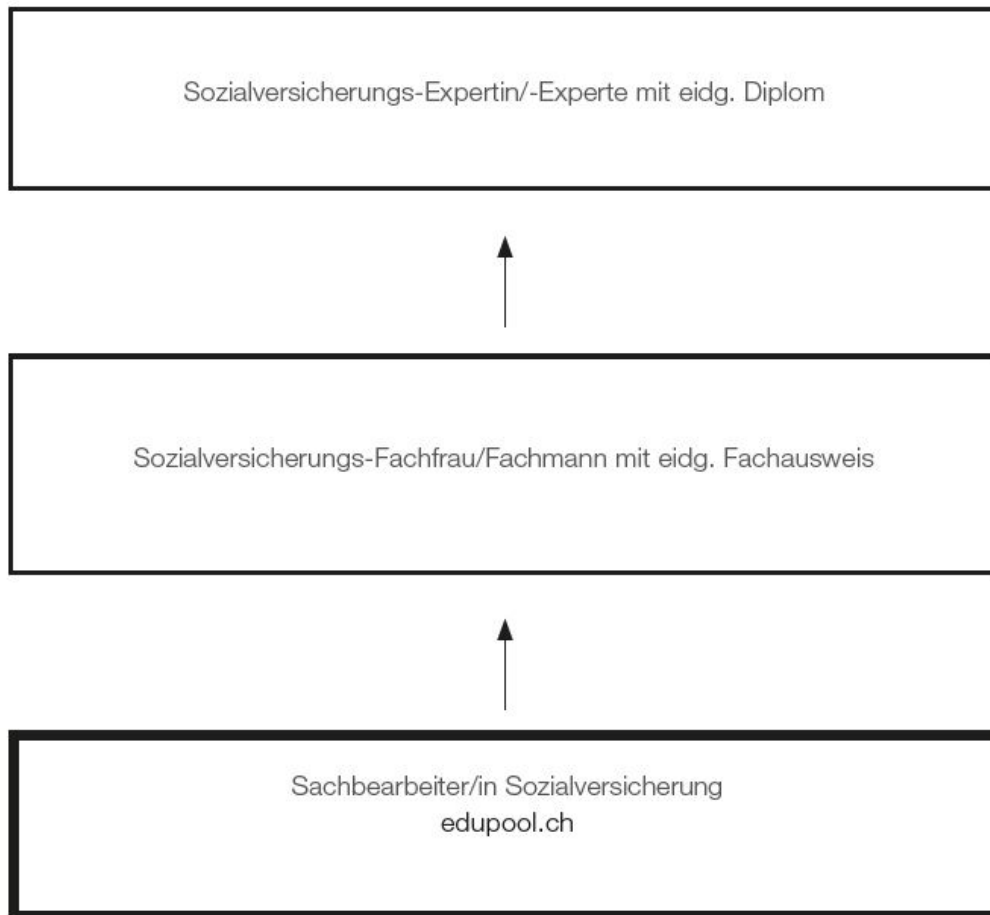 Sozialversicherungs-Expertin/-Experte mit eidg. Diplom
Sozialversicherungs-Fachfrau/Fachmann mit eidg. Fachausweis
Sachbearbeiter/in Sozialversicherung
edupool.ch